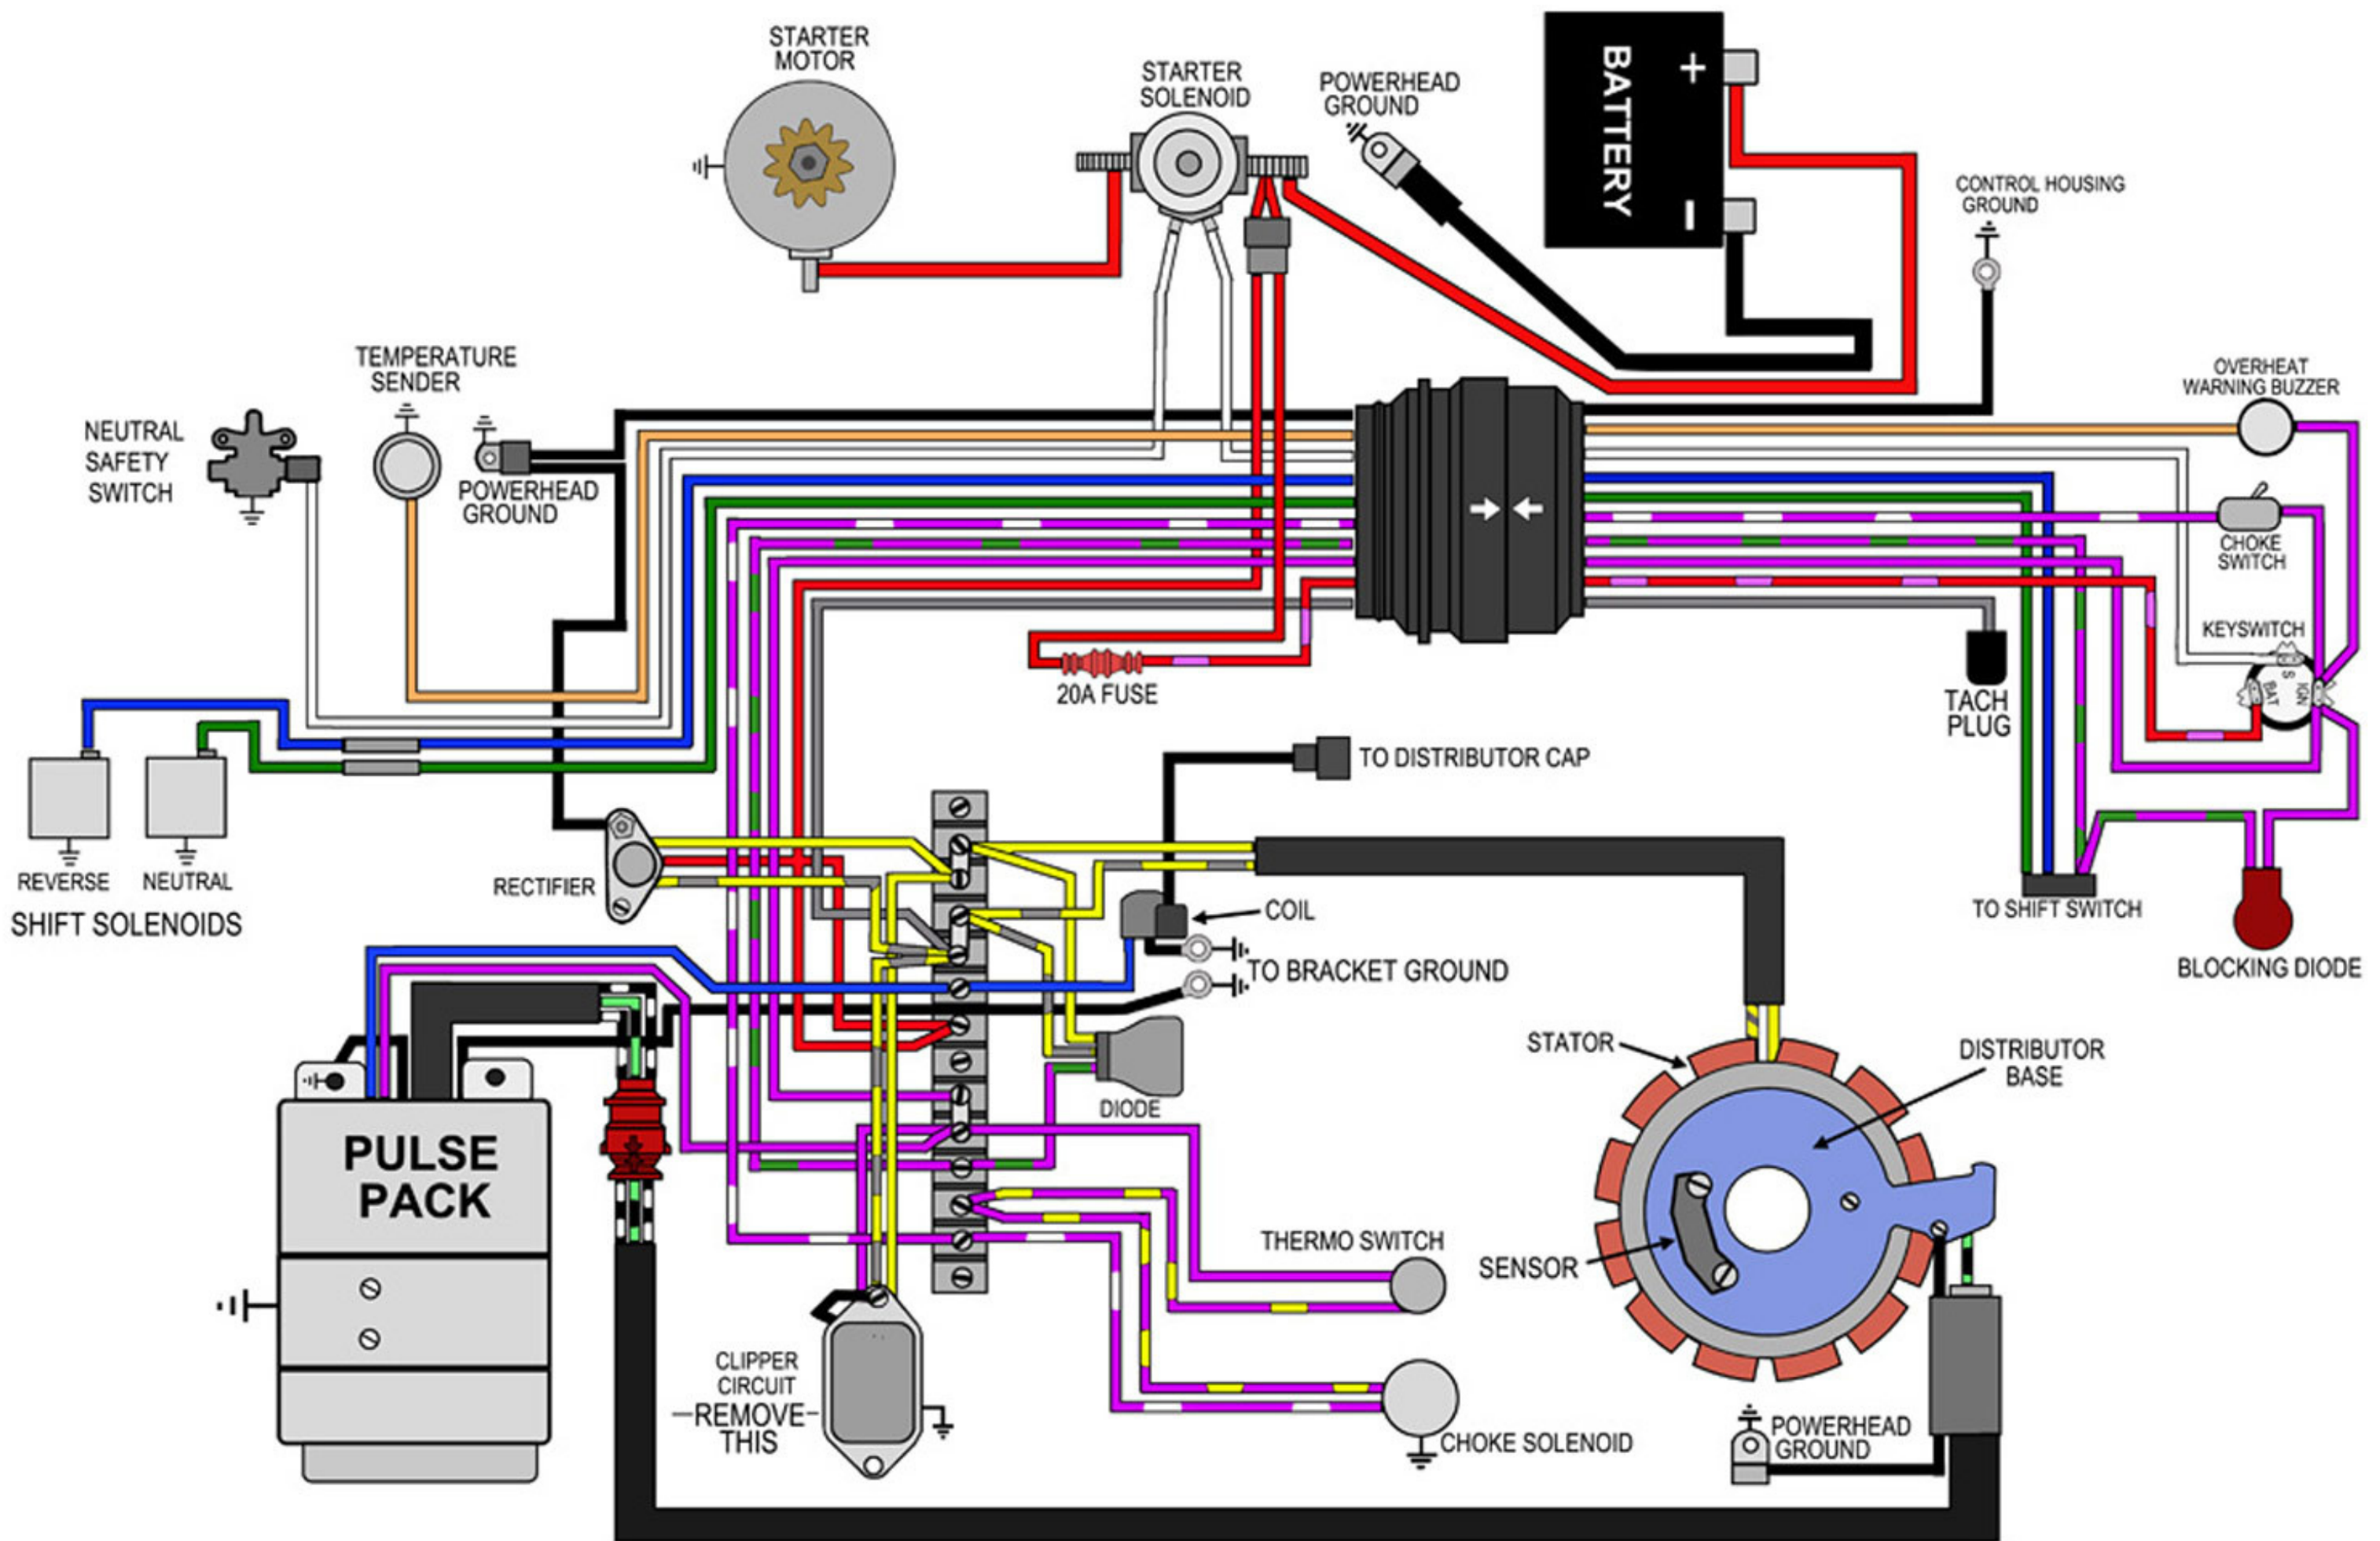 STARTER
MOTOR
STARTER
SOLENOID
POWERHEAD
GROUND
BATTERY
+
−
CONTROL HOUSING
GROUND
TEMPERATURE
SENDER
NEUTRAL
SAFETY
SWITCH
POWERHEAD
GROUND
OVERHEAT
WARNING BUZZER
CHOKE
SWITCH
KEYSWITCH
S
BAT
IGN
20A FUSE
TACH
PLUG
TO DISTRIBUTOR CAP
REVERSE
NEUTRAL
SHIFT SOLENOIDS
RECTIFIER
COIL
TO BRACKET GROUND
TO SHIFT SWITCH
BLOCKING DIODE
DIODE
STATOR
DISTRIBUTOR
BASE
PULSE
PACK
THERMO SWITCH
SENSOR
CLIPPER
CIRCUIT
–REMOVE–
THIS
CHOKE SOLENOID
POWERHEAD
GROUND